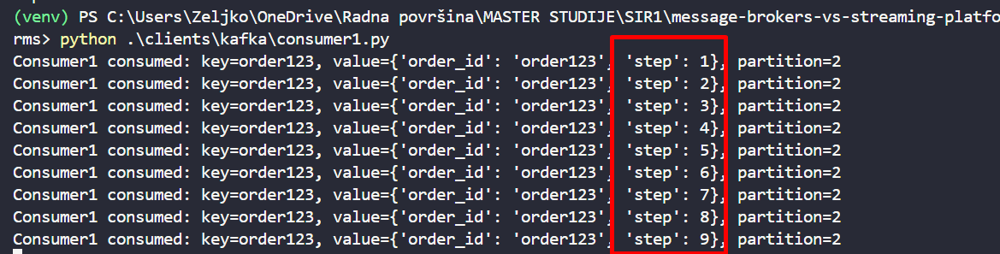 (venv) PS C:\Users\Zeljko\OneDrive\Radna površina\MASTER STUDIJE\SIR1\message-brokers-vs-streaming-platfo
rms> python .\clients\kafka\consumer1.py
Consumer1 consumed: key=order123, value={'order_id': 'order123', 'step': 1}, partition=2
Consumer1 consumed: key=order123, value={'order_id': 'order123', 'step': 2}, partition=2
Consumer1 consumed: key=order123, value={'order_id': 'order123', 'step': 3}, partition=2
Consumer1 consumed: key=order123, value={'order_id': 'order123', 'step': 4}, partition=2
Consumer1 consumed: key=order123, value={'order_id': 'order123', 'step': 5}, partition=2
Consumer1 consumed: key=order123, value={'order_id': 'order123', 'step': 6}, partition=2
Consumer1 consumed: key=order123, value={'order_id': 'order123', 'step': 7}, partition=2
Consumer1 consumed: key=order123, value={'order_id': 'order123', 'step': 8}, partition=2
Consumer1 consumed: key=order123, value={'order_id': 'order123', 'step': 9}, partition=2